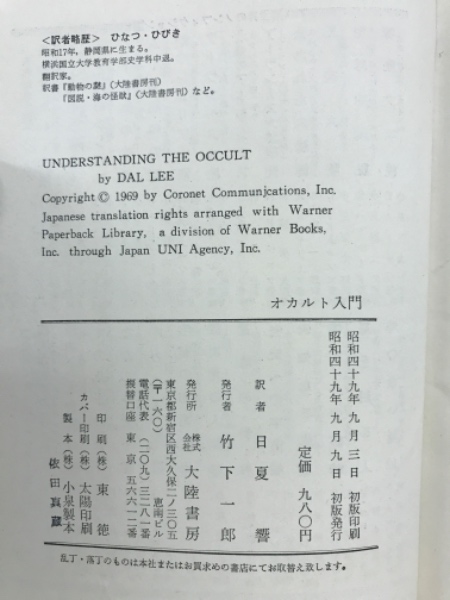 <訳者略歴> ひなつ・ひびき
昭和17年，静岡県に生まる。
横浜国立大学教育学部史学科中退。
翻訳家。
訳書『動物の謎』（大陸書房刊）
『図説・海の怪獣』（大陸書房刊）など。
UNDERSTANDING THE OCCULT
by DAL LEE
Copyright © 1969 by Coronet Communjcations, Inc.
Japanese translation rights arranged with Warner
Paperback Library, a division of Warner Books,
Inc. through Japan UNI Agency, Inc.
オカルト入門
昭和四十九年 九月 三日 初版印刷
昭和四十九年 九月 九日 初版発行
定価 九八〇円
訳者 日夏 響
発行者 竹下一郎
発行所 株式会社 大陸書房
東京都新宿区西大久保二ノ三〇五
(〒一六〇) 恵南ビル
電話代表 (二〇九) 三二八一番
振替口座 東京 五六六一二番
印刷(株) 東徳
カバー印刷(株) 太陽印刷
製本(株) 小泉製本
依田真蔵
乱丁・落丁のものは本社またはお買求めの書店にてお取替え致します。